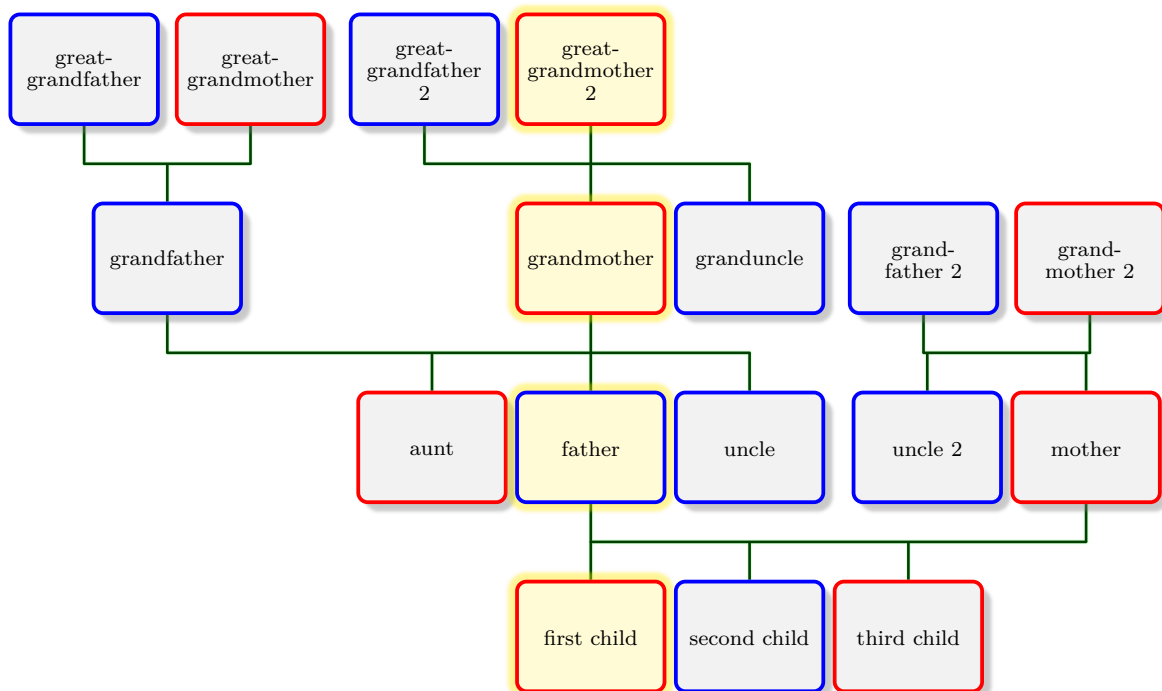 great-
grandfather
great-
grandmother
great-
grandfather
2
great-
grandmother
2
grandfather
grandmother
granduncle
grand-
father 2
grand-
mother 2
aunt
father
uncle
uncle 2
mother
first child
second child
third child